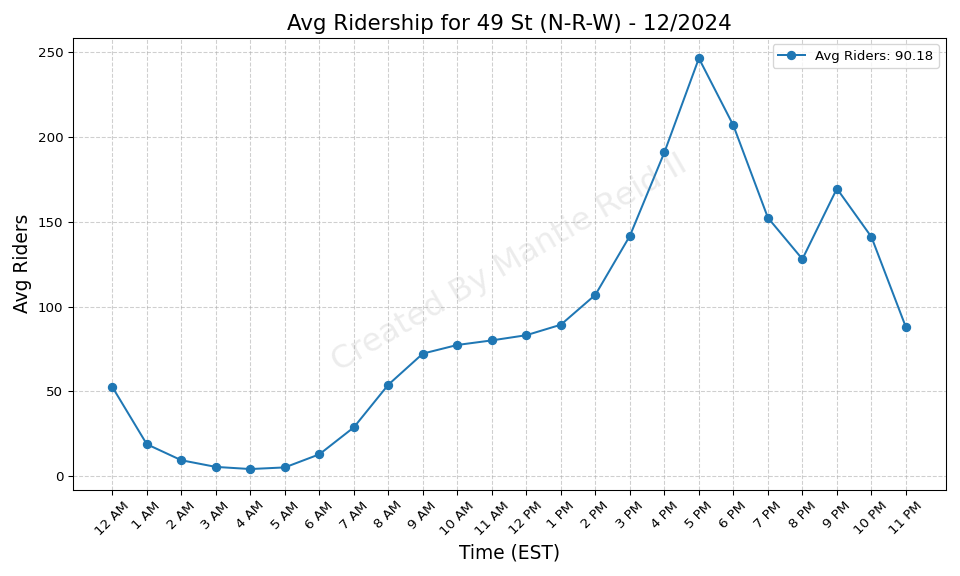 Avg Ridership for 49 St (N-R-W) - 12/2024
Avg Riders: 90.18
250
200
150
100
50
0
Avg Riders
Created By Mantle Reid II
12 AM
1 AM
2 AM
3 AM
4 AM
5 AM
6 AM
7 AM
8 AM
9 AM
10 AM
11 AM
12 PM
1 PM
2 PM
3 PM
4 PM
5 PM
6 PM
7 PM
8 PM
9 PM
10 PM
11 PM
Time (EST)